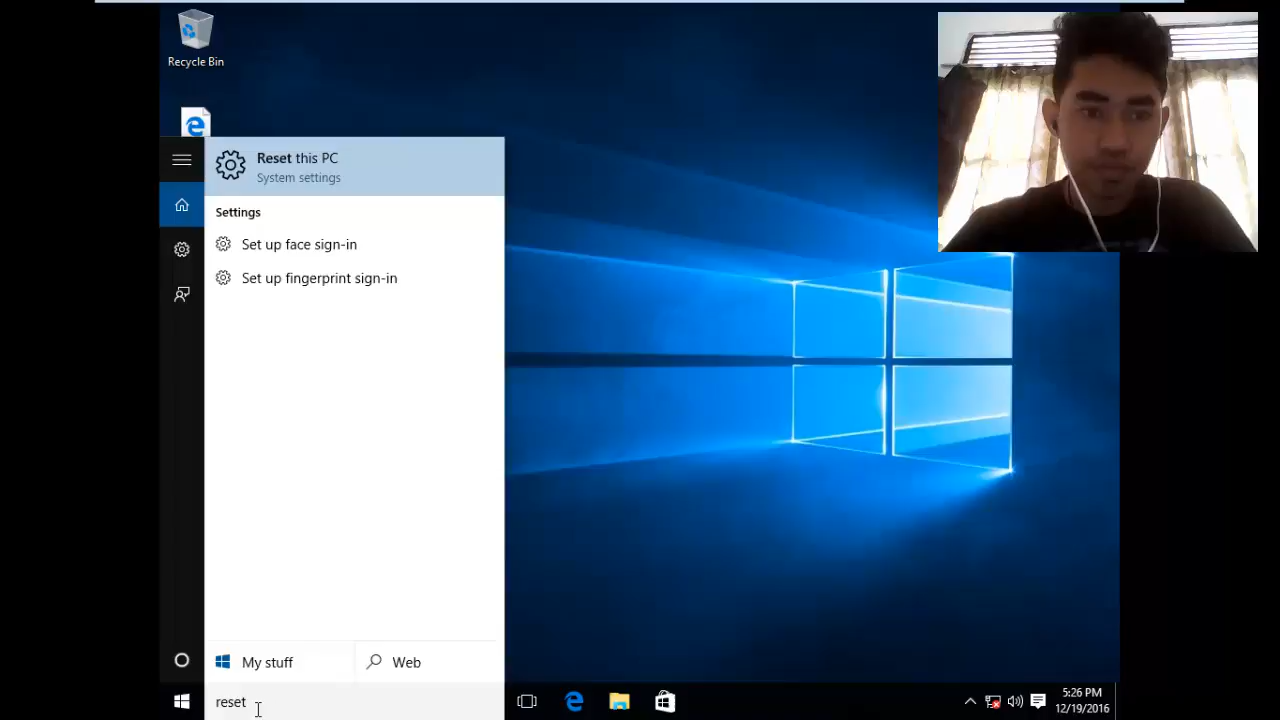 Recycle Bin
Reset this PC
System settings
Settings
Set up face sign-in
Set up fingerprint sign-in
My stuff
Web
reset
5:26 PM
12/19/2016